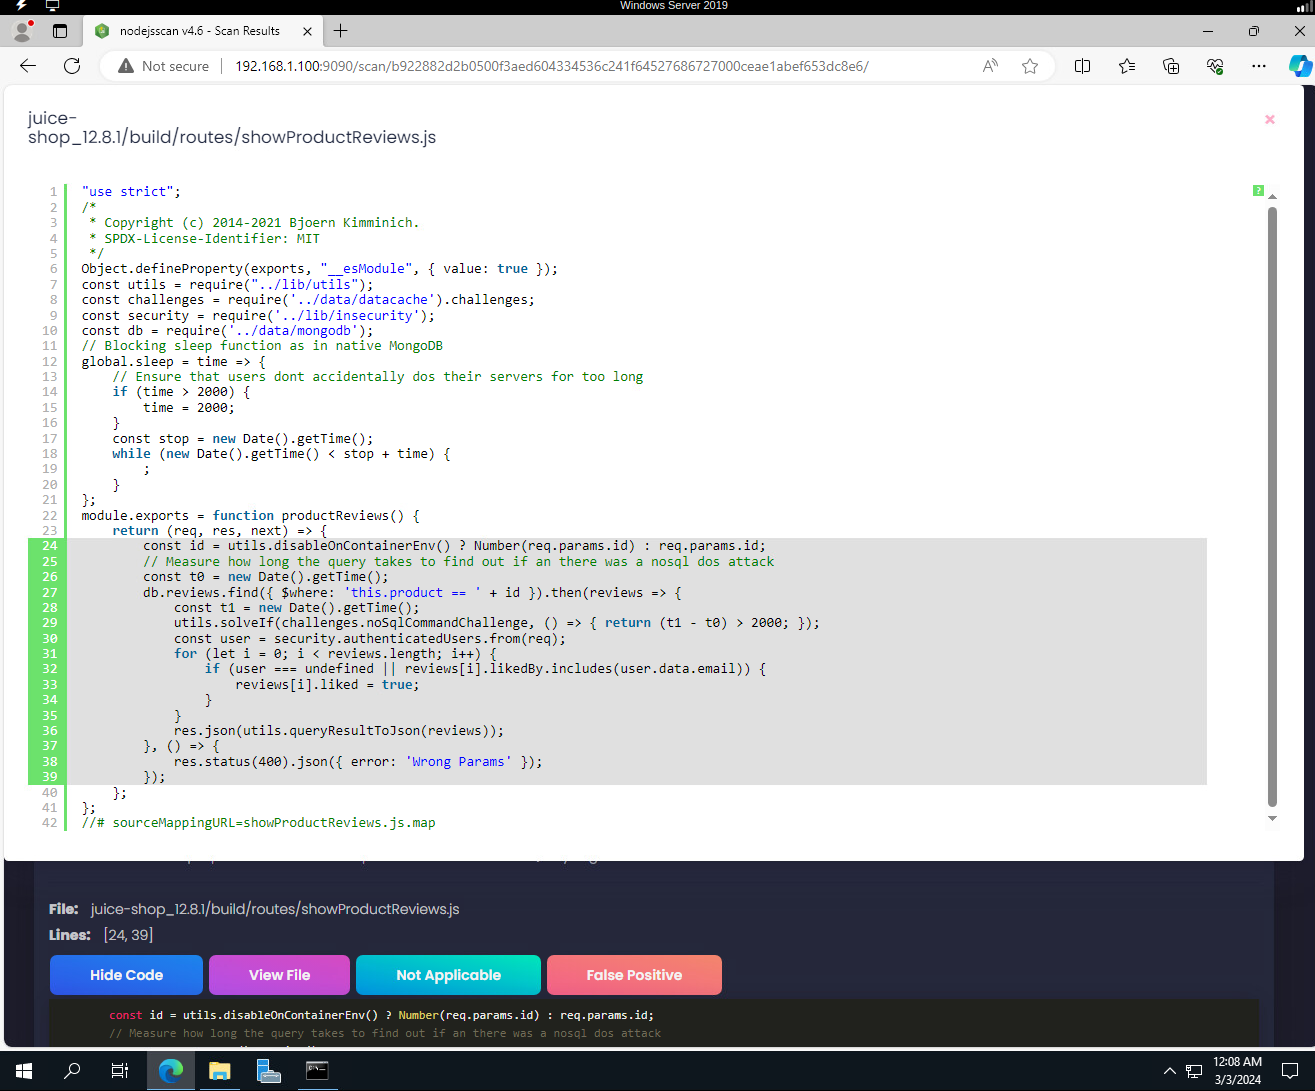 Windows Server 2019
nodejsscan v4.6 - Scan Results
Not secure
192.168.1.100:9090/scan/b922882d2b0500f3aed604334536c241f64527686727000ceae1abef653dc8e6/
juice-
shop_12.8.1/build/routes/showProductReviews.js
?
1 "use strict";
2 /*
3  * Copyright (c) 2014-2021 Bjoern Kimminich.
4  * SPDX-License-Identifier: MIT
5  */
6 Object.defineProperty(exports, "__esModule", { value: true });
7 const utils = require("../lib/utils");
8 const challenges = require('../data/datacache').challenges;
9 const security = require('../lib/insecurity');
10 const db = require('../data/mongodb');
11 // Blocking sleep function as in native MongoDB
12 global.sleep = time => {
13     // Ensure that users dont accidentally dos their servers for too long
14     if (time > 2000) {
15         time = 2000;
16     }
17     const stop = new Date().getTime();
18     while (new Date().getTime() < stop + time) {
19         ;
20     }
21 };
22 module.exports = function productReviews() {
23     return (req, res, next) => {
24         const id = utils.disableOnContainerEnv() ? Number(req.params.id) : req.params.id;
25         // Measure how long the query takes to find out if an there was a nosql dos attack
26         const t0 = new Date().getTime();
27         db.reviews.find({ $where: 'this.product == ' + id }).then(reviews => {
28             const t1 = new Date().getTime();
29             utils.solveIf(challenges.noSqlCommandChallenge, () => { return (t1 - t0) > 2000; });
30             const user = security.authenticatedUsers.from(req);
31             for (let i = 0; i < reviews.length; i++) {
32                 if (user === undefined || reviews[i].likedBy.includes(user.data.email)) {
33                     reviews[i].liked = true;
34                 }
35             }
36             res.json(utils.queryResultToJson(reviews));
37         }, () => {
38             res.status(400).json({ error: 'Wrong Params' });
39         });
40     };
41 };
42 //# sourceMappingURL=showProductReviews.js.map
File: juice-shop_12.8.1/build/routes/showProductReviews.js
Lines: [24, 39]
Hide Code View File Not Applicable False Positive
const id = utils.disableOnContainerEnv() ? Number(req.params.id) : req.params.id;
// Measure how long the query takes to find out if an there was a nosql dos attack
12:08 AM
3/3/2024